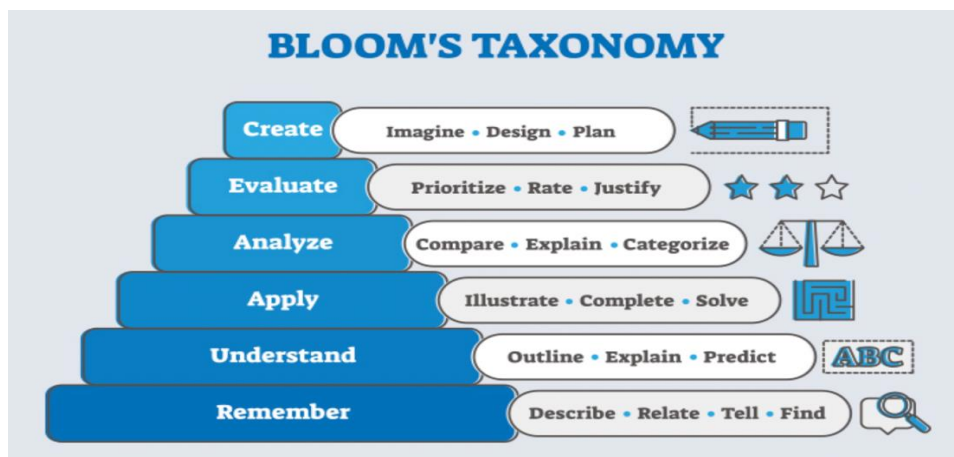 BLOOM'S TAXONOMY
Create Imagine • Design • Plan
Evaluate Prioritize • Rate • Justify
Analyze Compare • Explain • Categorize
Apply Illustrate • Complete • Solve
Understand Outline • Explain • Predict ABC
Remember Describe • Relate • Tell • Find